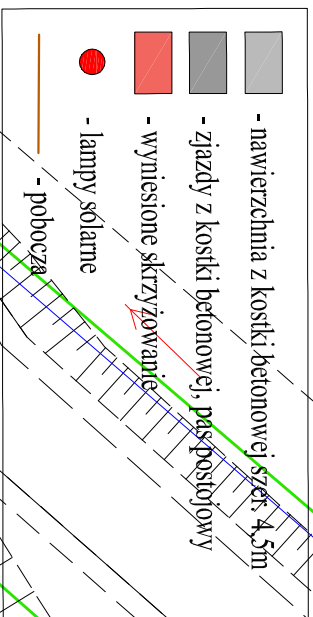 - nawierzchnia z kostki betonowej szer. 4,5m
- zjazdy z kostki betonowej, pas postojowy
- wyniesione skrzyżowanie
- lampy solarne
- pobocza